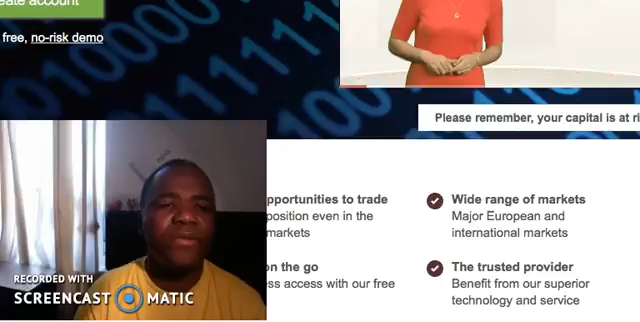 eate account
free, no-risk demo
Please remember, your capital is at ri
pportunities to trade
position even in the
markets
on the go
ss access with our free
Wide range of markets
Major European and
international markets
The trusted provider
Benefit from our superior
technology and service
RECORDED WITH
SCREENCAST MATIC